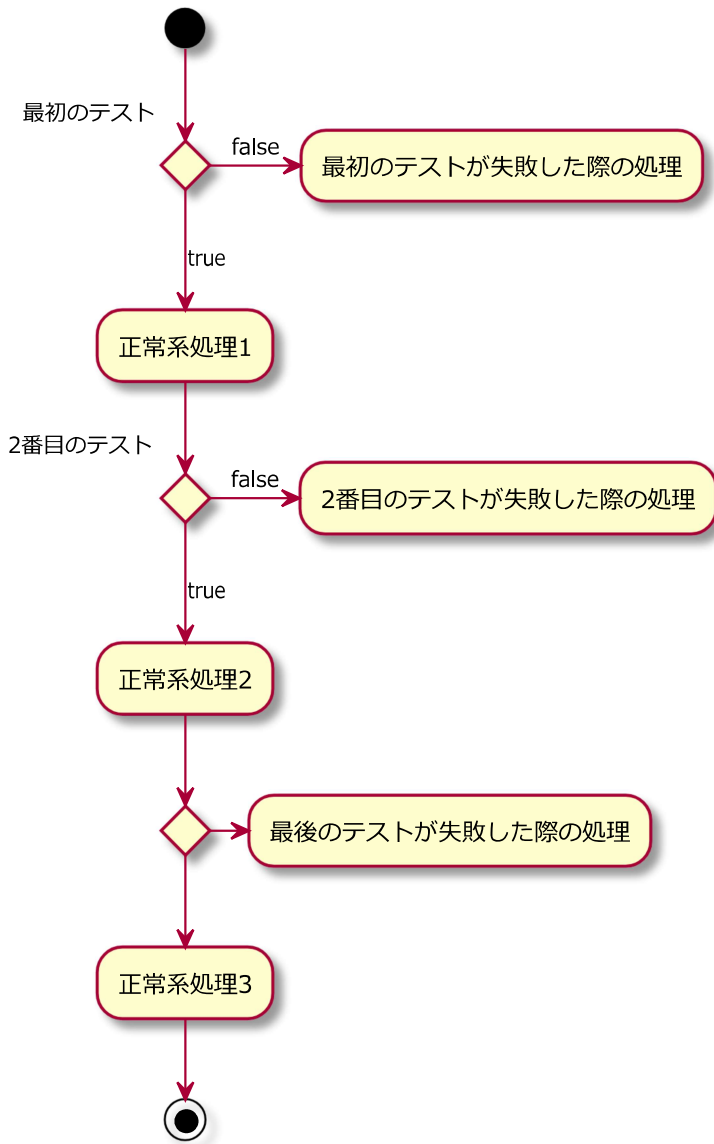 最初のテスト
false
最初のテストが失敗した際の処理
true
正常系処理1
2番目のテスト
false
2番目のテストが失敗した際の処理
true
正常系処理2
最後のテストが失敗した際の処理
正常系処理3